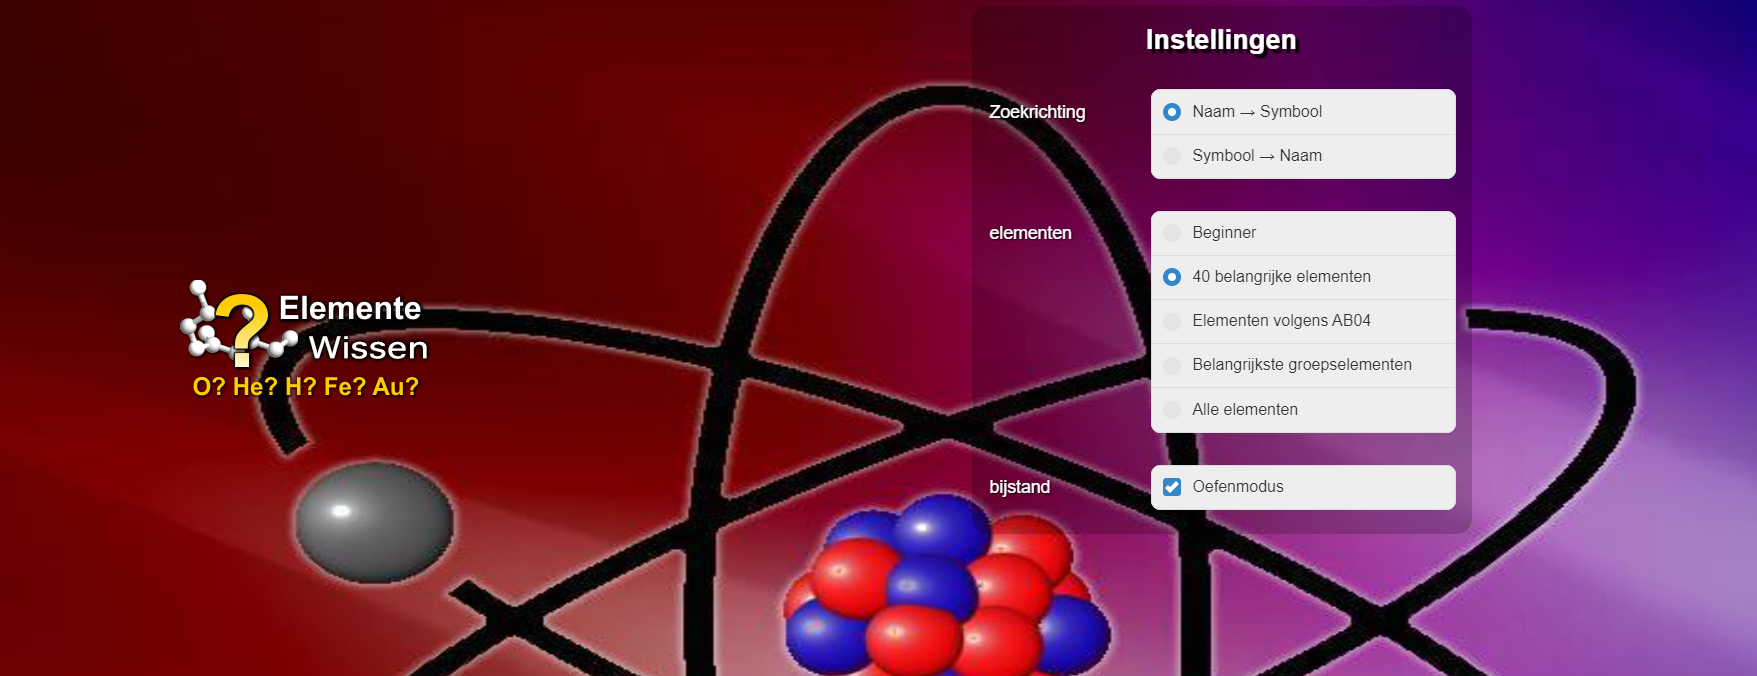 Instellingen
Zoekrichting
Naam → Symbool
Symbool → Naam
elementen
Beginner
40 belangrijke elementen
Elementen volgens AB04
Belangrijkste groepselementen
Alle elementen
bijstand
Oefenmodus
?
Elemente
Wissen
O? He? H? Fe? Au?